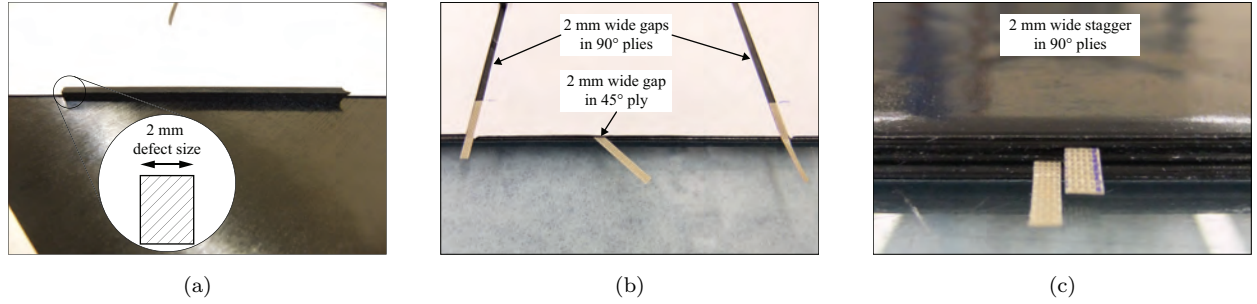 2 mm
defect size
2 mm wide gaps
in 90° plies
2 mm wide gap
in 45° ply
2 mm wide stagger
in 90° plies
(a)
(b)
(c)